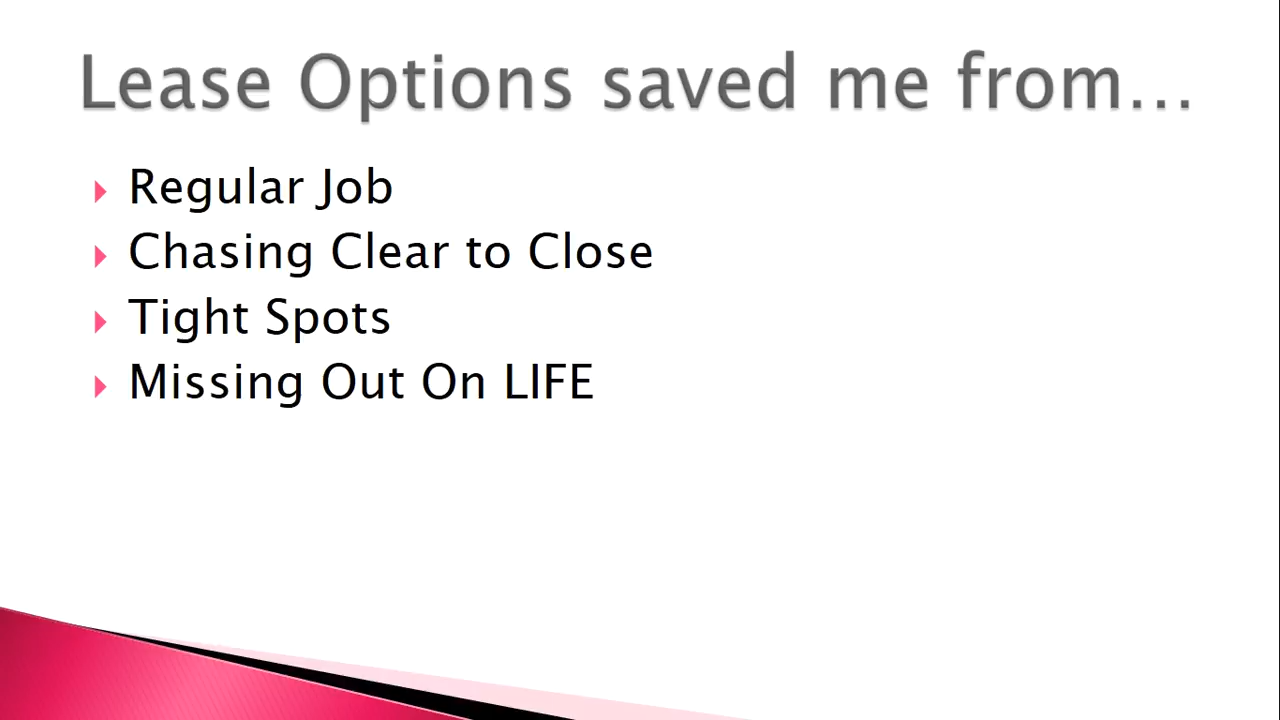 Lease Options saved me from...
Regular Job
Chasing Clear to Close
Tight Spots
Missing Out On LIFE